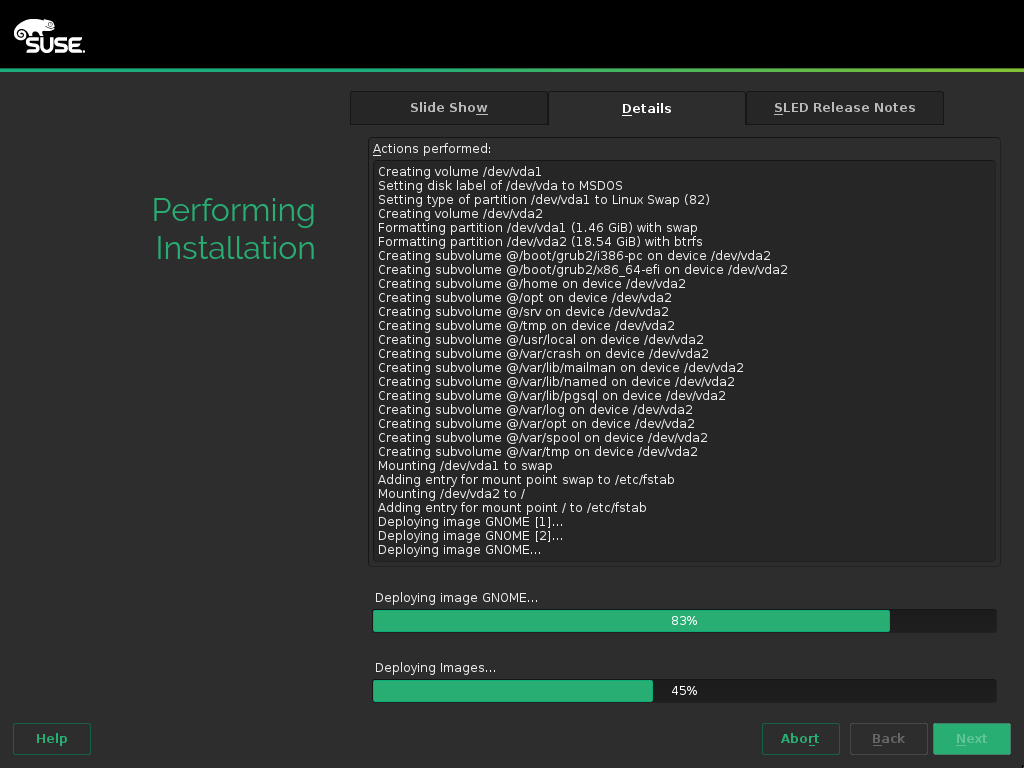 SUSE.
Slide Show
Details
SLED Release Notes
Performing
Installation
Actions performed:
Creating volume /dev/vda1
Setting disk label of /dev/vda to MSDOS
Setting type of partition /dev/vda1 to Linux Swap (82)
Creating volume /dev/vda2
Formatting partition /dev/vda1 (1.46 GiB) with swap
Formatting partition /dev/vda2 (18.54 GiB) with btrfs
Creating subvolume @/boot/grub2/i386-pc on device /dev/vda2
Creating subvolume @/boot/grub2/x86_64-efi on device /dev/vda2
Creating subvolume @/home on device /dev/vda2
Creating subvolume @/opt on device /dev/vda2
Creating subvolume @/srv on device /dev/vda2
Creating subvolume @/tmp on device /dev/vda2
Creating subvolume @/usr/local on device /dev/vda2
Creating subvolume @/var/crash on device /dev/vda2
Creating subvolume @/var/lib/mailman on device /dev/vda2
Creating subvolume @/var/lib/named on device /dev/vda2
Creating subvolume @/var/lib/pgsql on device /dev/vda2
Creating subvolume @/var/log on device /dev/vda2
Creating subvolume @/var/opt on device /dev/vda2
Creating subvolume @/var/spool on device /dev/vda2
Creating subvolume @/var/tmp on device /dev/vda2
Mounting /dev/vda1 to swap
Adding entry for mount point swap to /etc/fstab
Mounting /dev/vda2 to /
Adding entry for mount point / to /etc/fstab
Deploying image GNOME [1]...
Deploying image GNOME [2]...
Deploying image GNOME...
Deploying image GNOME...
83%
Deploying Images...
45%
Help
Abort
Back
Next